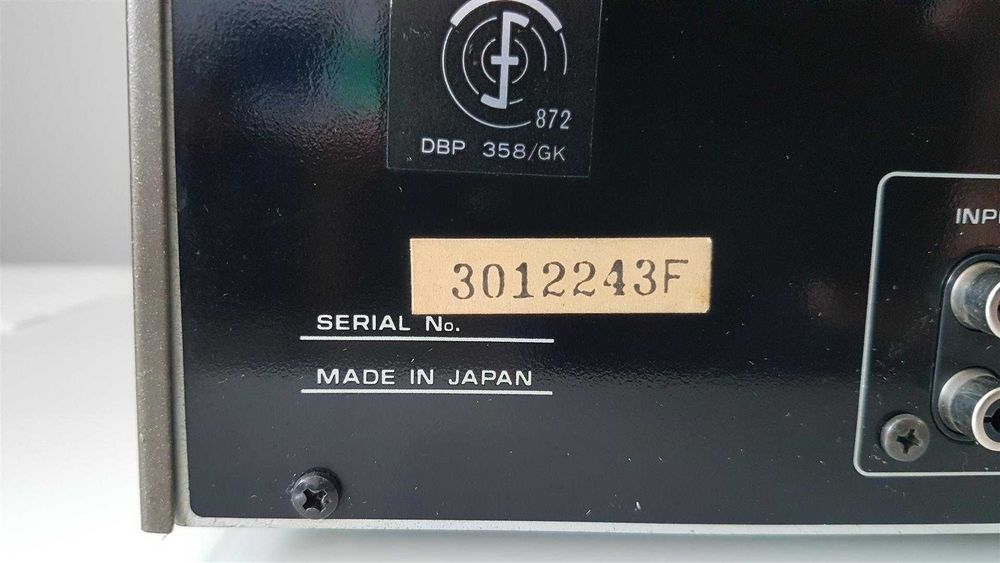 872
DBP 358/GK
INP
3012243F
SERIAL No.
MADE IN JAPAN